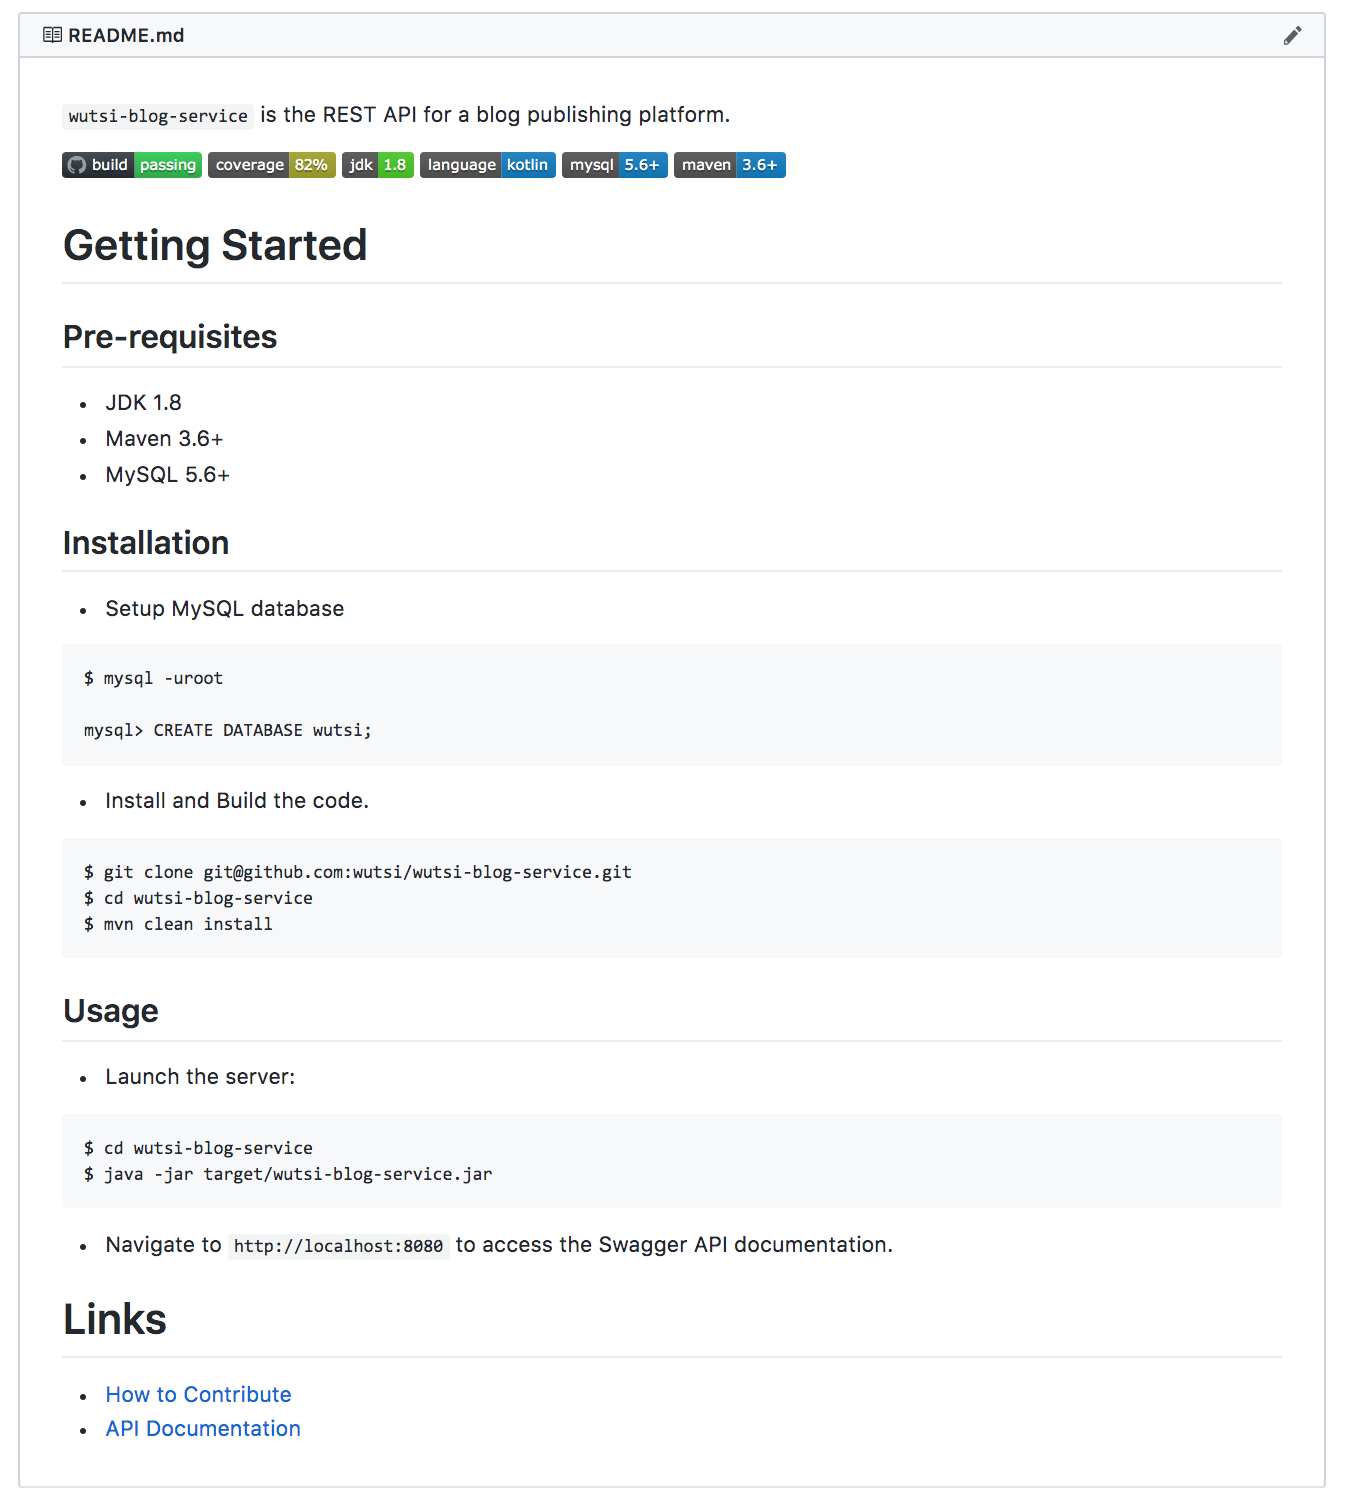 README.md
wutsi-blog-service is the REST API for a blog publishing platform.
build passing coverage 82% jdk 1.8 language kotlin mysql 5.6+ maven 3.6+
Getting Started
Pre-requisites
• JDK 1.8
• Maven 3.6+
• MySQL 5.6+
Installation
• Setup MySQL database
$ mysql -uroot
mysql> CREATE DATABASE wutsi;
• Install and Build the code.
$ git clone git@github.com:wutsi/wutsi-blog-service.git
$ cd wutsi-blog-service
$ mvn clean install
Usage
• Launch the server:
$ cd wutsi-blog-service
$ java -jar target/wutsi-blog-service.jar
• Navigate to http://localhost:8080 to access the Swagger API documentation.
Links
• How to Contribute
• API Documentation